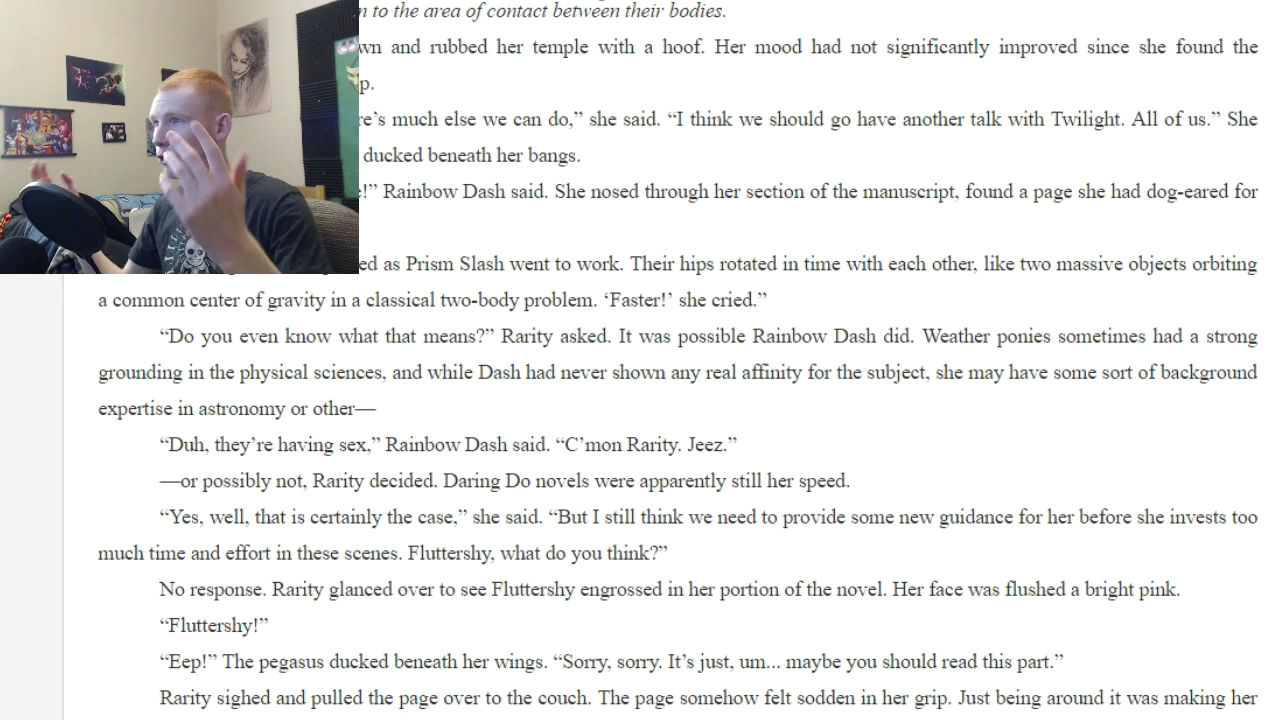 n to the area of contact between their bodies.
wn and rubbed her temple with a hoof. Her mood had not significantly improved since she found the
p.
re’s much else we can do,” she said. “I think we should go have another talk with Twilight. All of us.” She
ducked beneath her bangs.
!” Rainbow Dash said. She nosed through her section of the manuscript, found a page she had dog-eared for
ed as Prism Slash went to work. Their hips rotated in time with each other, like two massive objects orbiting
a common center of gravity in a classical two-body problem. ‘Faster!’ she cried.”
“Do you even know what that means?” Rarity asked. It was possible Rainbow Dash did. Weather ponies sometimes had a strong
grounding in the physical sciences, and while Dash had never shown any real affinity for the subject, she may have some sort of background
expertise in astronomy or other—
“Duh, they’re having sex,” Rainbow Dash said. “C’mon Rarity. Jeez.”
—or possibly not, Rarity decided. Daring Do novels were apparently still her speed.
“Yes, well, that is certainly the case,” she said. “But I still think we need to provide some new guidance for her before she invests too
much time and effort in these scenes. Fluttershy, what do you think?”
No response. Rarity glanced over to see Fluttershy engrossed in her portion of the novel. Her face was flushed a bright pink.
“Fluttershy!”
“Eep!” The pegasus ducked beneath her wings. “Sorry, sorry. It’s just, um... maybe you should read this part.”
Rarity sighed and pulled the page over to the couch. The page somehow felt sodden in her grip. Just being around it was making her